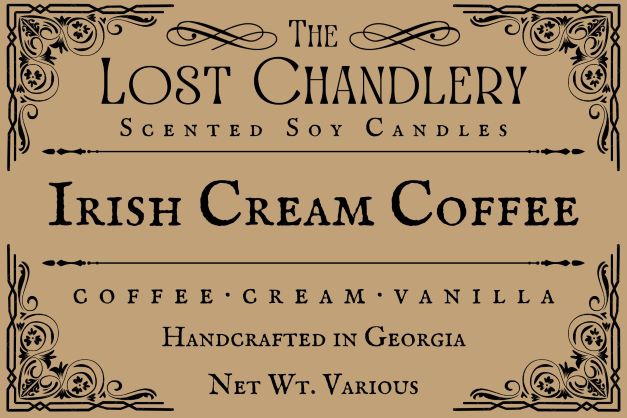 The
Lost Chandlery
Scented Soy Candles
Irish Cream Coffee
COFFEE·CREAM·VANILLA
Handcrafted in Georgia
Net Wt. Various